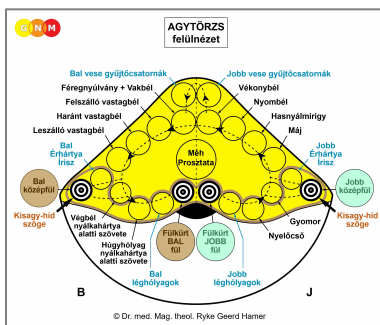 G N M
AGYTÖRZS
felülnézet
Bal vese gyűjtőcsatornák
Jobb vese gyűjtőcsatornák
Féregnyúlvány + Vakbél
Vékonybél
Felszálló vastagbél
Nyombél
Haránt vastagbél
Hasnyálmirigy
Leszálló vastagbél
Máj
Méh
Prosztata
Bal
Érhártya
Írisz
Jobb
Érhártya
Írisz
Bal
középfül
Jobb
középfül
Kisagy-híd
szöge
Kisagy-híd
szöge
Végbél
nyálkahártya
alatti szövete
Húgyhólyag
nyálkahártya
alatti szövete
Gyomor
Nyelőcső
Fülkürt
BAL
fül
Fülkürt
JOBB
fül
Bal
léghólyagok
Jobb
léghólyagok
B
J
© Dr. med. Mag. theol. Ryke Geerd Hamer